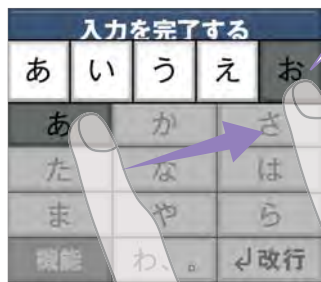 入力を完了する
あ い う え お
あ か さ
た な は
ま や ら
機能 わ、。 ↲改行